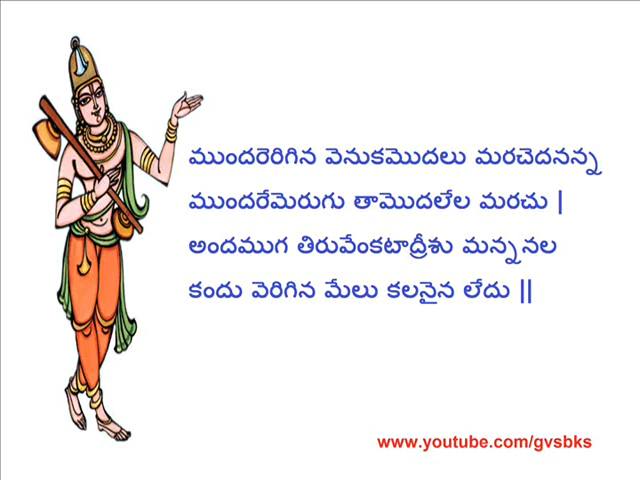 ముందరెరిగిన వెనుకమొదలు మరచెదనన్న
ముందరేమెరుగు తామొదలేల మరచు |
అందముగ తిరువేంకటాద్రీశు మన్ననల
కందు వెరిగిన మేలు కలనైన లేదు ||
www.youtube.com/gvsbks